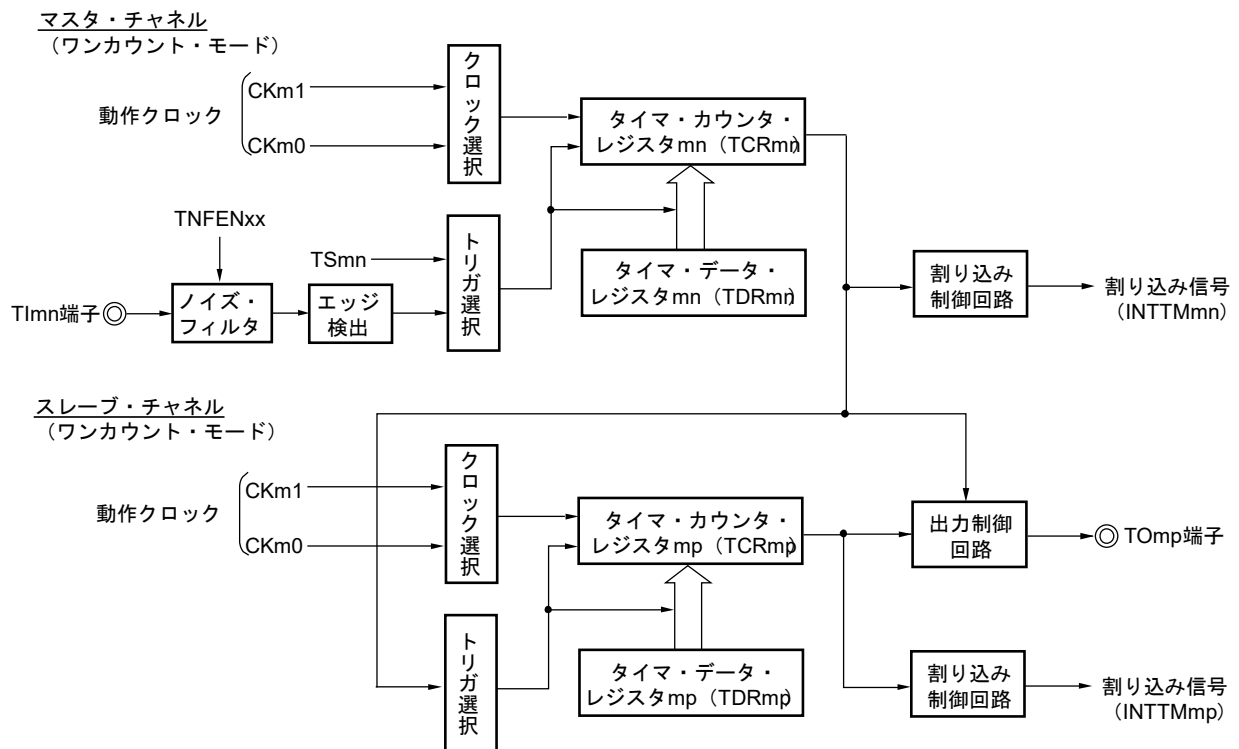 マスタ・チャネル
（ワンカウント・モード）
動作クロック
CKm1
CKm0
クロック選択
タイマ・カウンタ・
レジスタmn（TCRmn）
TNFENxx
TSmn
トリガ選択
タイマ・データ・
レジスタmn（TDRmn）
割り込み
制御回路
割り込み信号
（INTTMmn）
TImn端子
ノイズ・
フィルタ
エッジ
検出
スレーブ・チャネル
（ワンカウント・モード）
動作クロック
CKm1
CKm0
クロック選択
タイマ・カウンタ・
レジスタmp（TCRmp）
出力制御
回路
TOmp端子
トリガ選択
タイマ・データ・
レジスタmp（TDRmp）
割り込み
制御回路
割り込み信号
（INTTMmp）